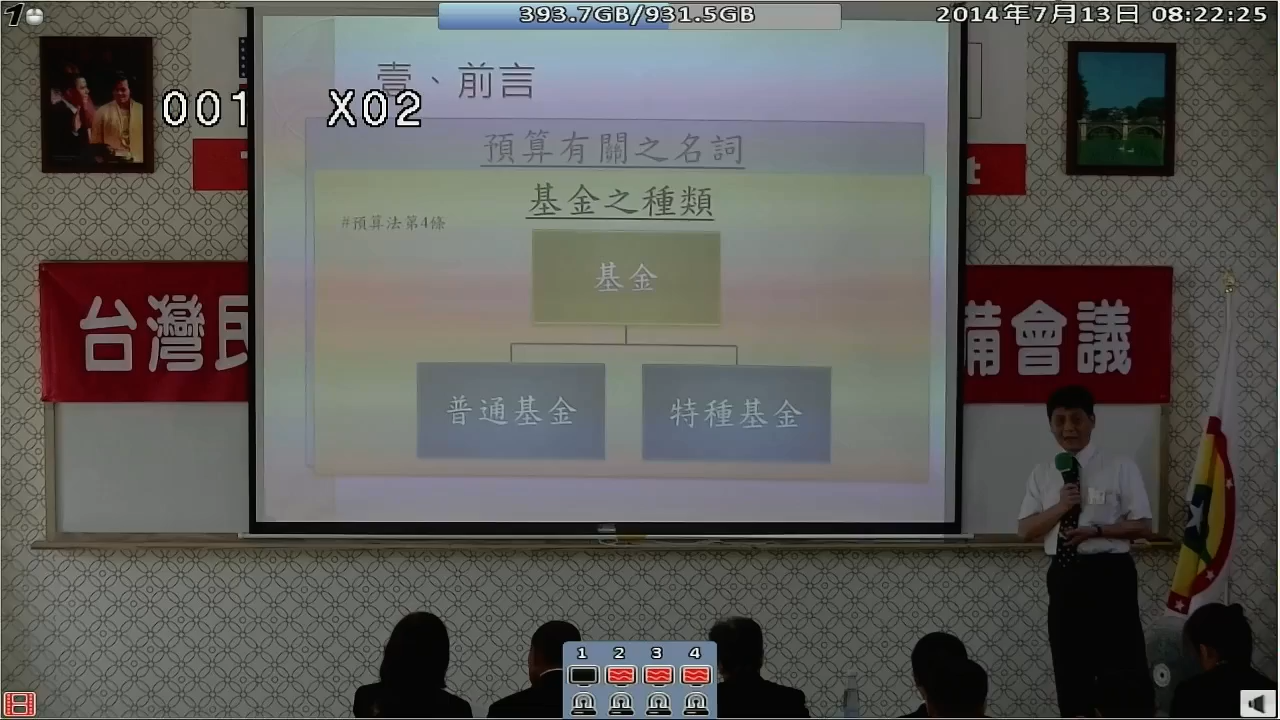 1
393.7GB/931.5GB
2014年7月13日 08:22:25
001
X02
壹、前言
預算有關之名詞
基金之種類
#預算法第4條
基金
普通基金
特種基金
台灣民
備會議
1 2 3 4